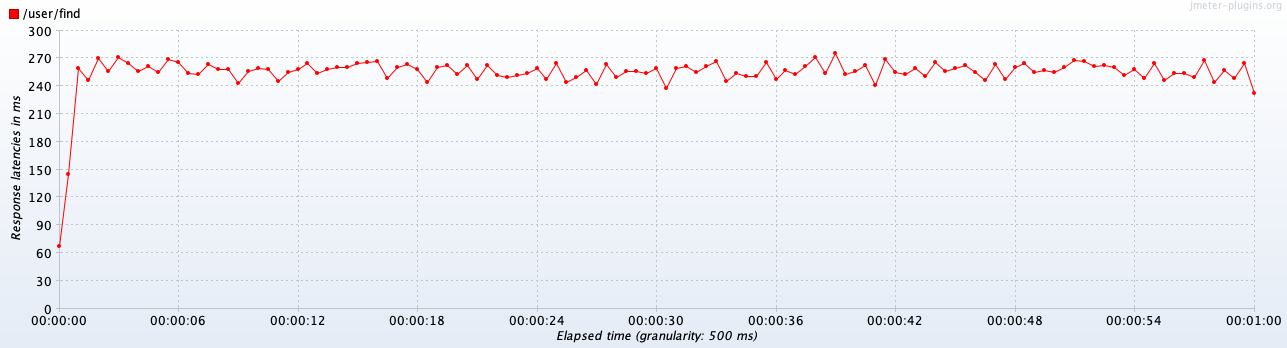 jmeter-plugins.org
/user/find
300
270
240
210
180
150
120
90
60
30
0
Response latencies in ms
00:00:00 00:00:06 00:00:12 00:00:18 00:00:24 00:00:30 00:00:36 00:00:42 00:00:48 00:00:54 00:01:00
Elapsed time (granularity: 500 ms)